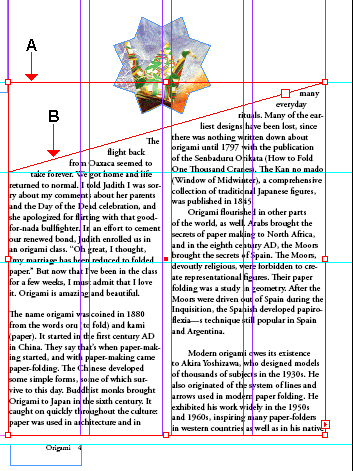 A
B
The
flight back
from Oaxaca seemed to
take forever. We got home and life
returned to normal. I told Judith I was sor-
ry about my comments about her parents
and the Day of the Dead celebration, and
she apologized for flirting with that good-
for-nada bullfighter. In an effort to cement
our renewed bond, Judith enrolled us in
an origami class. "Oh great, I thought,
my marriage has been reduced to folded
paper." But now that I've been in the class
for a few weeks, I must admit that I love
it. Origami is amazing and beautiful.
The name origami was coined in 1880
from the words oru (to fold) and kami
(paper). It started in the first century AD
in China. They say that's when paper-mak-
ing started, and with paper-making came
paper-folding. The Chinese developed
some simple forms, some of which sur-
vive to this day. Buddhist monks brought
Origami to Japan in the sixth century. It
caught on quickly throughout the culture:
paper was used in architecture and in
many
everyday
rituals. Many of the ear-
liest designs have been lost, since
there was nothing written down about
origami until 1797 with the publication
of the Senbaduru Orikata (How to Fold
One Thousand Cranes). The Kan no mado
(Window of Midwinter), a comprehensive
collection of traditional Japanese figures,
was published in 1845.
Origami flourished in other parts
of the world, as well. Arabs brought the
secrets of paper making to North Africa,
and in the eighth century AD, the Moors
brought the secrets of Spain. The Moors,
devoutly religious, were forbidden to cre-
ate representational figures. Their paper
folding was a study in geometry. After the
Moors were driven out of Spain during the
Inquisition, the Spanish developed papiro-
flexia—s technique still popular in Spain
and Argentina.
Modern origami owes its existence
to Akira Yoshizawa, who designed models
of thousands of subjects in the 1930s. He
also originated of the system of lines and
arrows used in modern paper folding. He
exhibited his work widely in the 1950s
and 1960s, inspiring many paper-folders
in western countries as well as in his native
Origami 4